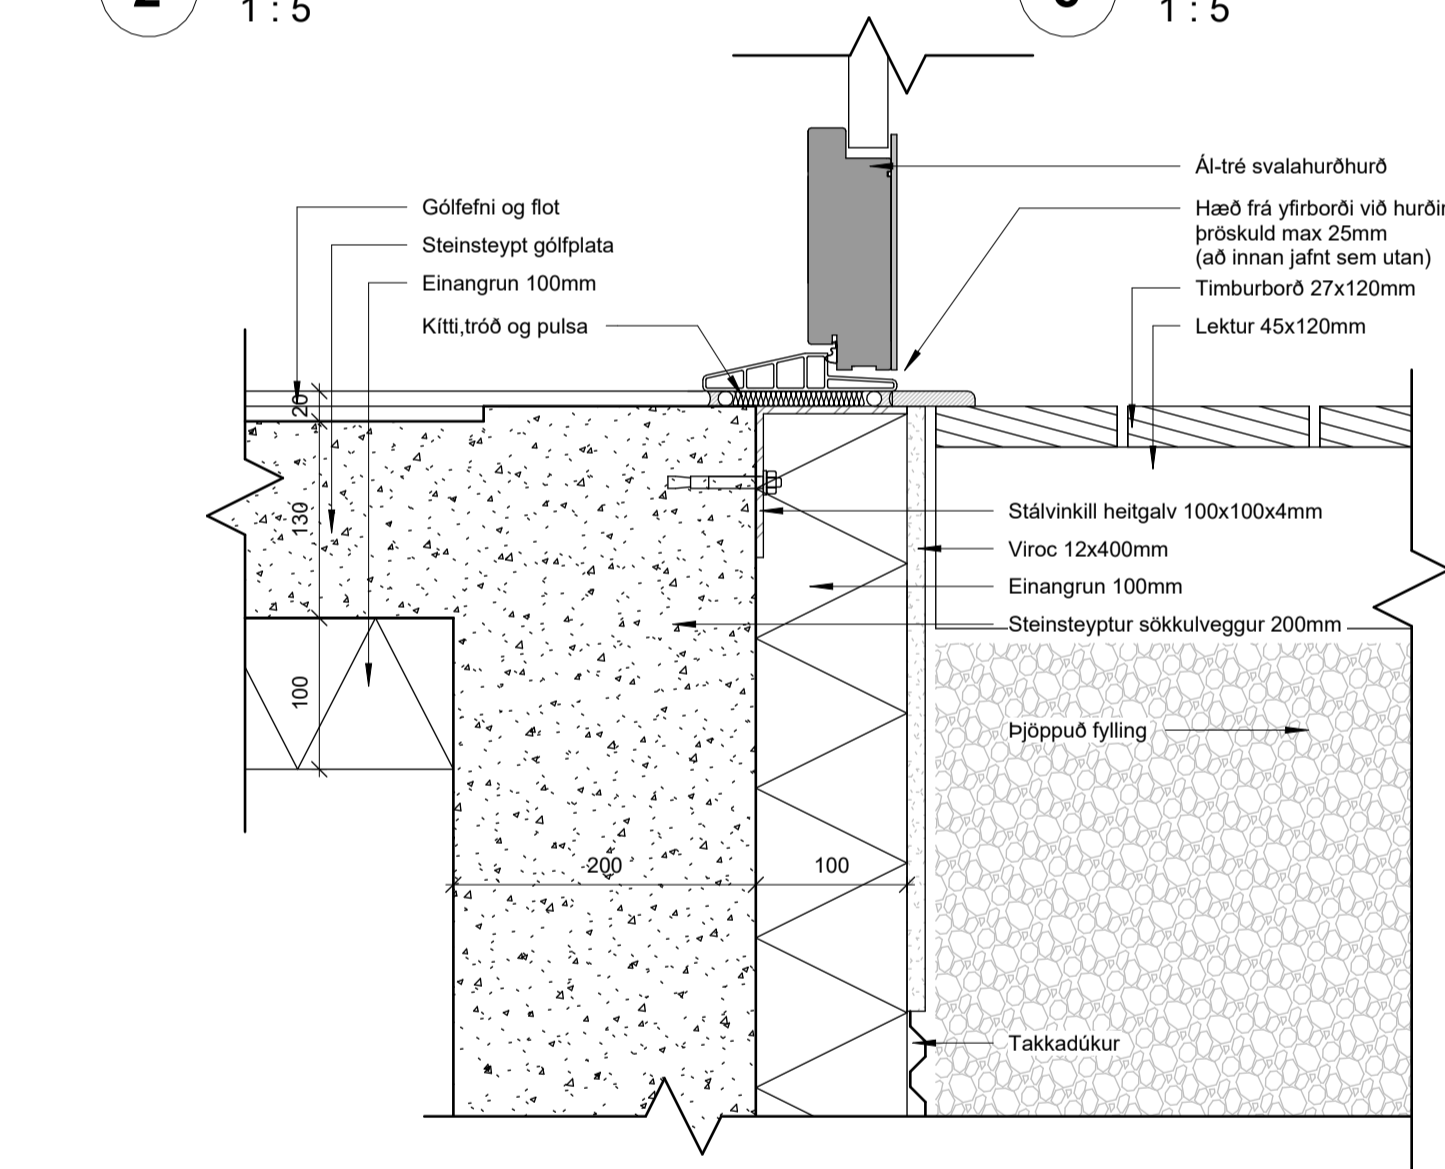 1 : 5
1 : 5
Gólfefni og flot
Steinsteypt gólfplata
Einangrun 100mm
Kítti,tróð og pulsa
Ál-tré svalahurðhurð
Hæð frá yfirborði við hurðir
þröskuld max 25mm
(að innan jafnt sem utan)
Timburborð 27x120mm
Lektur 45x120mm
20
130
100
Stálvinkill heitgalv 100x100x4mm
Viroc 12x400mm
Einangrun 100mm
Steinsteyptur sökkulveggur 200mm
Þjöppuð fylling
200
100
Takkadúkur